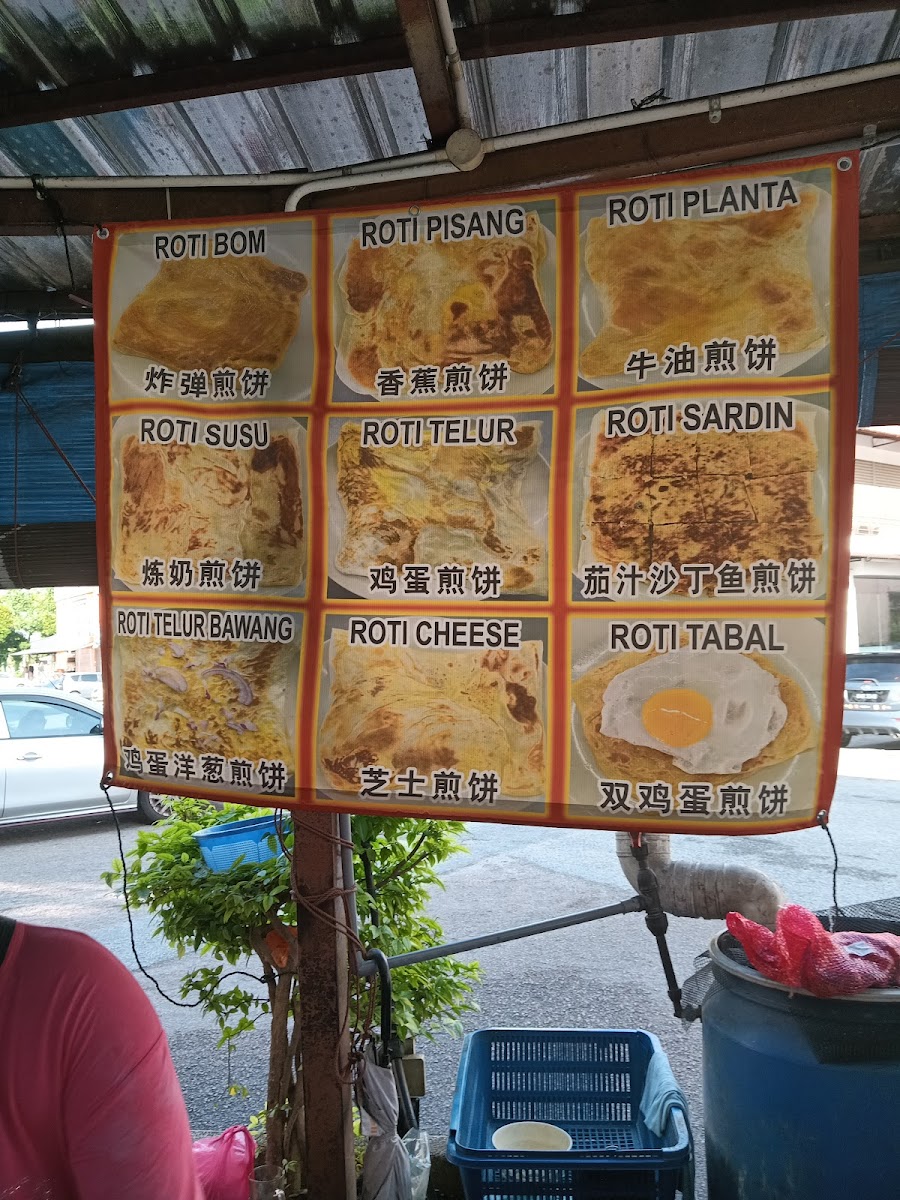 ROTI BOM
炸弹煎饼
ROTI PISANG
香蕉煎饼
ROTI PLANTA
牛油煎饼
ROTI SUSU
炼奶煎饼
ROTI TELUR
鸡蛋煎饼
ROTI SARDIN
茄汁沙丁鱼煎饼
ROTI TELUR BAWANG
鸡蛋洋葱煎饼
ROTI CHEESE
芝士煎饼
ROTI TABAL
双鸡蛋煎饼